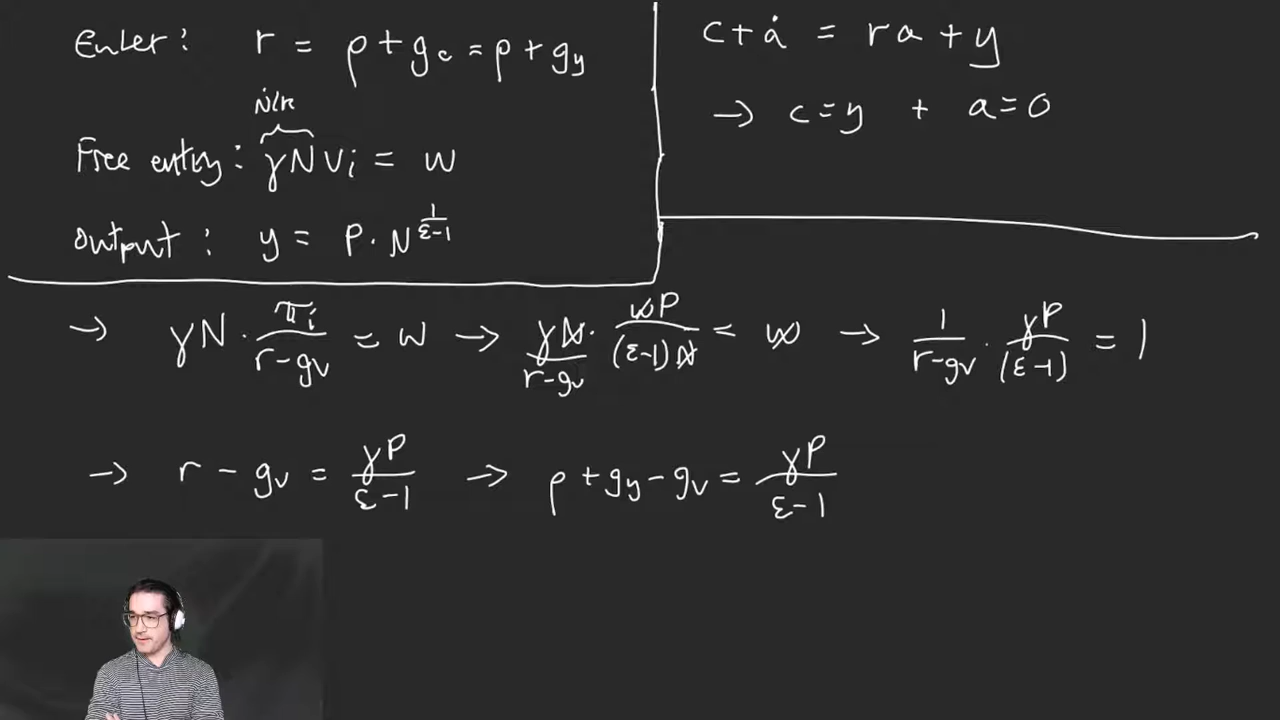 Euler: r = ρ + g_c = ρ + g_y
Ṅ/R
Free entry: γN v_i = w
Output: y = P · N^{1/(ε-1)}
c + ȧ = ra + y
→ c = y + a = 0
→ γN · π_i/(r-g_v) = w → γN/(r-g_v) · wP/((ε-1)N) = w → 1/(r-g_v) · γP/(ε-1) = 1
→ r - g_v = γP/(ε-1) → ρ + g_y - g_v = γP/(ε-1)